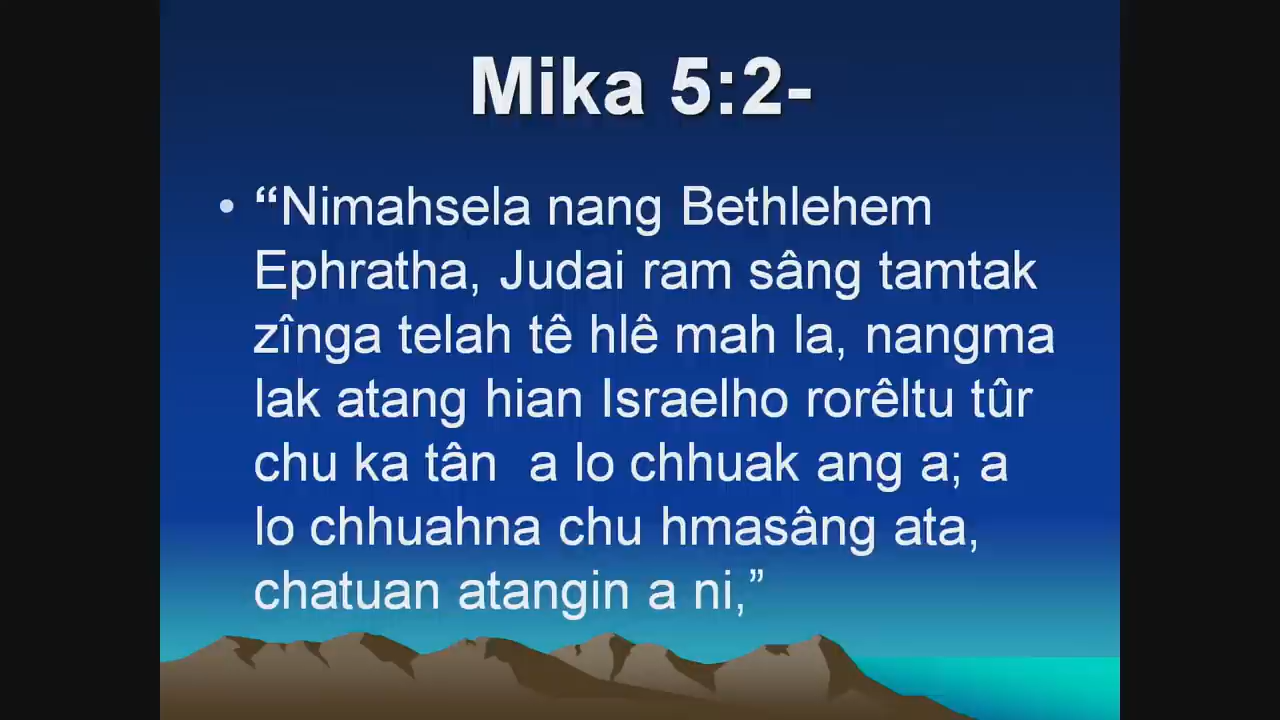 Mika 5:2-
• “Nimahsela nang Bethlehem
Ephratha, Judai ram sâng tamtak
zînga telah tê hlê mah la, nangma
lak atang hian Israelho rorêltu tûr
chu ka tân  a lo chhuak ang a; a
lo chhuahna chu hmasâng ata,
chatuan atangin a ni,”